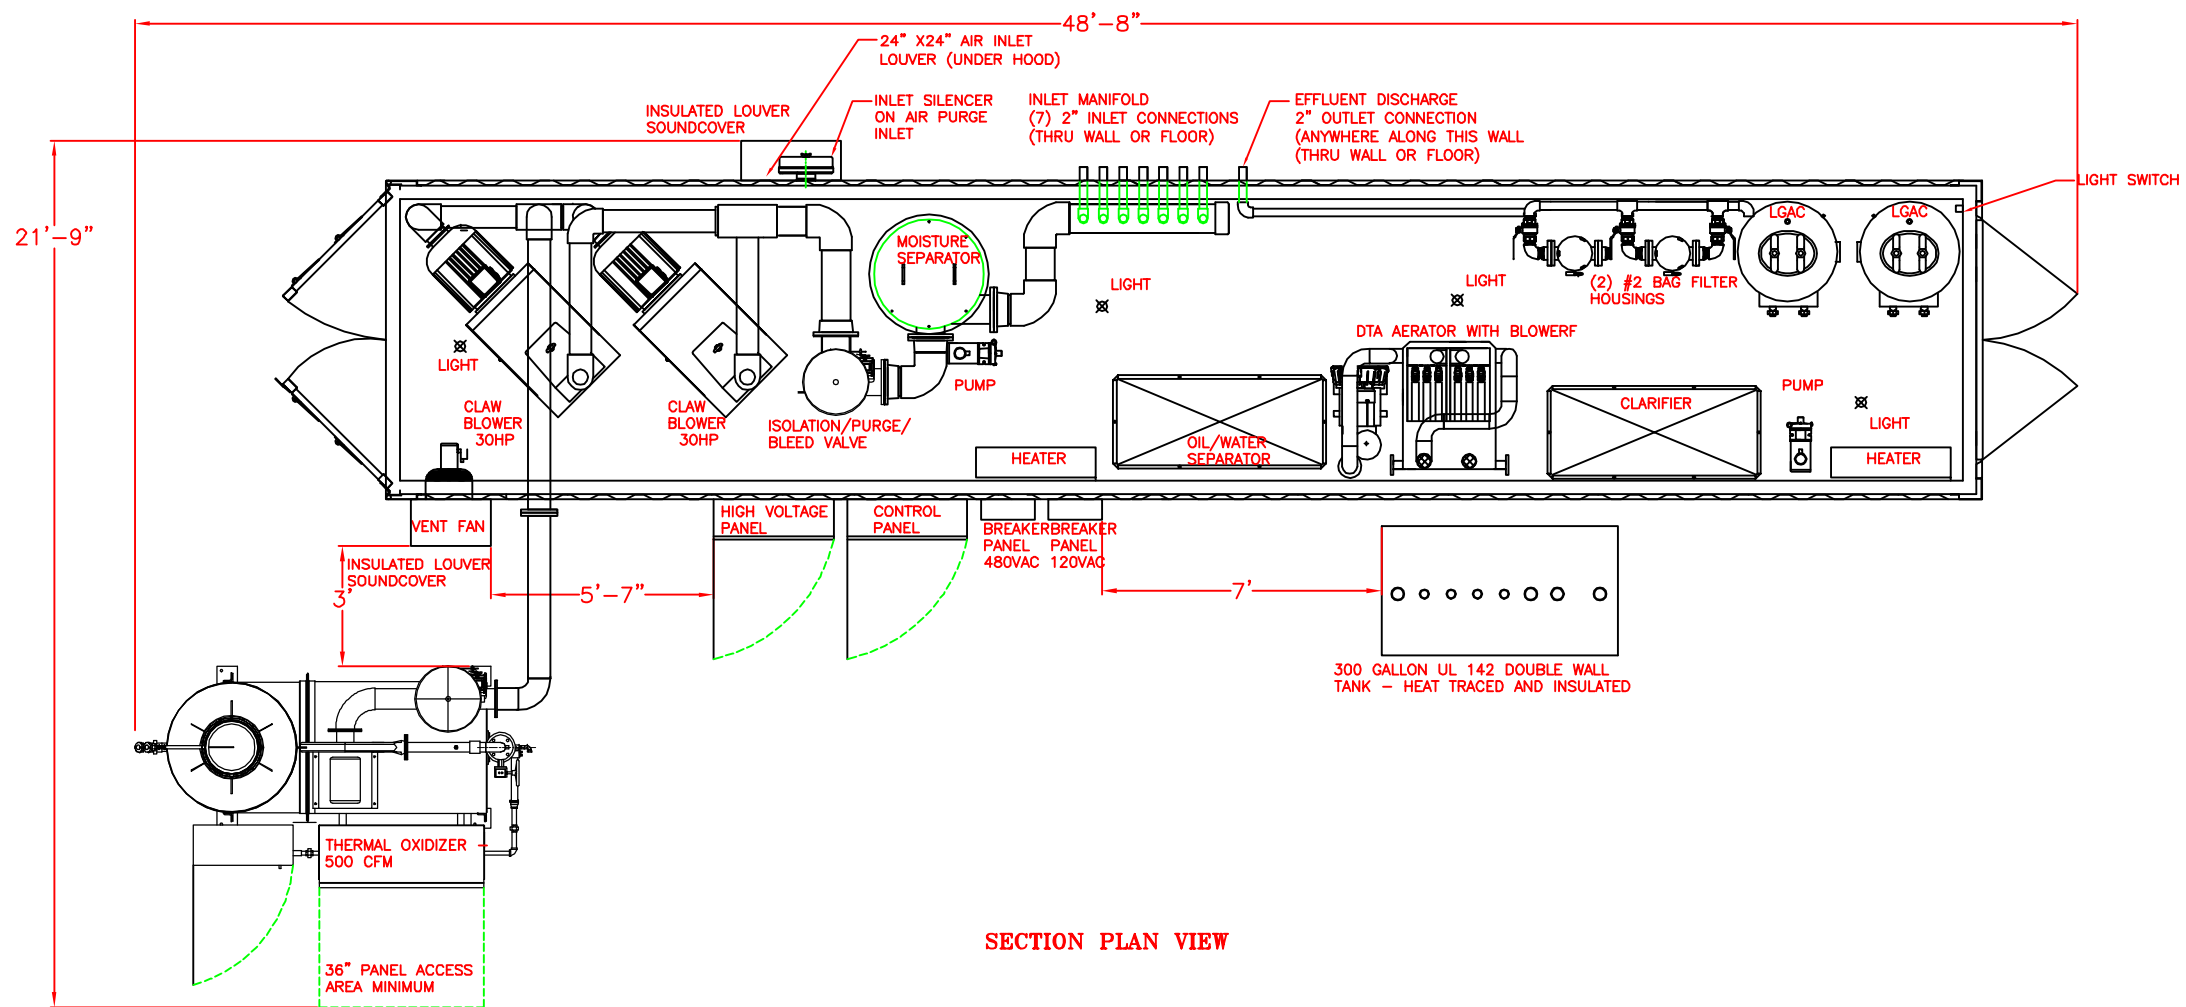 48'-8"
24" X24" AIR INLET
LOUVER (UNDER HOOD)
INSULATED LOUVER
SOUNDCOVER
INLET SILENCER
ON AIR PURGE
INLET
INLET MANIFOLD
(7) 2" INLET CONNECTIONS
(THRU WALL OR FLOOR)
EFFLUENT DISCHARGE
2" OUTLET CONNECTION
(ANYWHERE ALONG THIS WALL
(THRU WALL OR FLOOR)
LIGHT SWITCH
21'-9"
MOISTURE
SEPARATOR
LGAC
LGAC
LIGHT
LIGHT
(2) #2 BAG FILTER
HOUSINGS
DTA AERATOR WITH BLOWERF
LIGHT
PUMP
PUMP
CLAW
BLOWER
30HP
CLAW
BLOWER
30HP
ISOLATION/PURGE/
BLEED VALVE
CLARIFIER
LIGHT
OIL/WATER
SEPARATOR
HEATER
HEATER
VENT FAN
HIGH VOLTAGE
PANEL
CONTROL
PANEL
BREAKER
PANEL
480VAC
BREAKER
PANEL
120VAC
INSULATED LOUVER
SOUNDCOVER
3'
5'-7"
7'
300 GALLON UL 142 DOUBLE WALL
TANK - HEAT TRACED AND INSULATED
THERMAL OXIDIZER -
500 CFM
36" PANEL ACCESS
AREA MINIMUM
SECTION PLAN VIEW